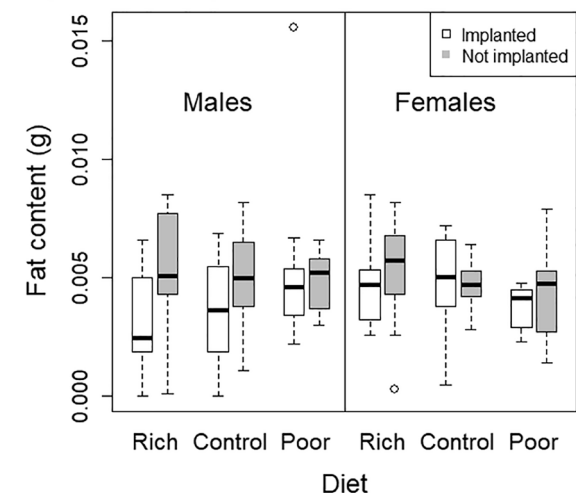 Fat content (g)
0.015
0.010
0.005
0.000
Males
Females
Implanted
Not implanted
Rich Control Poor Rich Control Poor
Diet